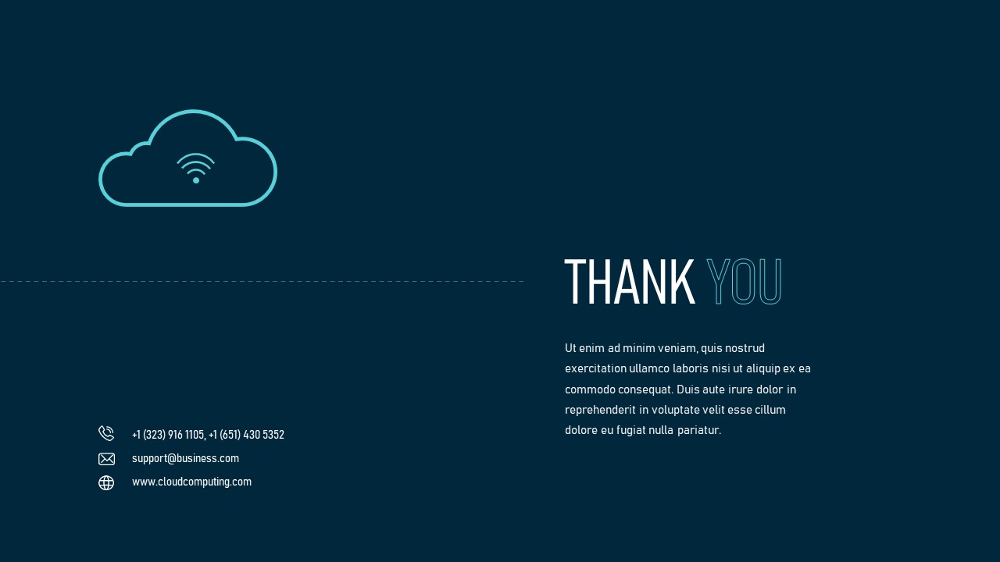 THANK YOU
Ut enim ad minim veniam, quis nostrud
exercitation ullamco laboris nisi ut aliquip ex ea
commodo consequat. Duis aute irure dolor in
reprehenderit in voluptate velit esse cillum
dolore eu fugiat nulla pariatur.
+1 (323) 916 1105, +1 (651) 430 5352
support@business.com
www.cloudcomputing.com